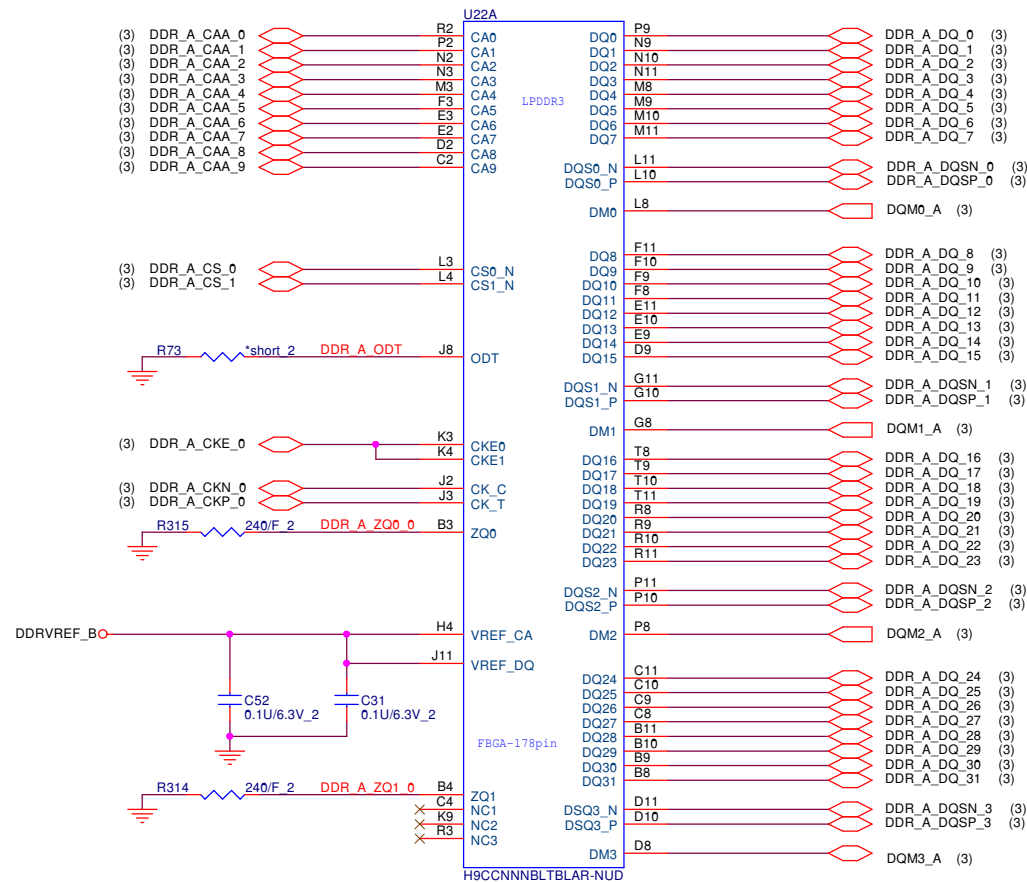 U22A
(3) DDR_A_CAA_0 R2 CA0 DQ0 P9 DDR_A_DQ_0 (3)
(3) DDR_A_CAA_1 P2 CA1 DQ1 N9 DDR_A_DQ_1 (3)
(3) DDR_A_CAA_2 N2 CA2 DQ2 N10 DDR_A_DQ_2 (3)
(3) DDR_A_CAA_3 N3 CA3 DQ3 N11 DDR_A_DQ_3 (3)
(3) DDR_A_CAA_4 M3 CA4 DQ4 M8 DDR_A_DQ_4 (3)
LPDDR3
(3) DDR_A_CAA_5 F3 CA5 DQ5 M9 DDR_A_DQ_5 (3)
(3) DDR_A_CAA_6 E3 CA6 DQ6 M10 DDR_A_DQ_6 (3)
(3) DDR_A_CAA_7 E2 CA7 DQ7 M11 DDR_A_DQ_7 (3)
(3) DDR_A_CAA_8 D2 CA8
(3) DDR_A_CAA_9 C2 CA9 DQS0_N L11 DDR_A_DQSN_0 (3)
DQS0_P L10 DDR_A_DQSP_0 (3)
DM0 L8 DQM0_A (3)
DQ8 F11 DDR_A_DQ_8 (3)
(3) DDR_A_CS_0 L3 CS0_N DQ9 F10 DDR_A_DQ_9 (3)
(3) DDR_A_CS_1 L4 CS1_N DQ10 F9 DDR_A_DQ_10 (3)
DQ11 F8 DDR_A_DQ_11 (3)
DQ12 E11 DDR_A_DQ_12 (3)
DQ13 E10 DDR_A_DQ_13 (3)
DQ14 E9 DDR_A_DQ_14 (3)
R73 *short_2 DDR_A_ODT J8 ODT DQ15 D9 DDR_A_DQ_15 (3)
DQS1_N G11 DDR_A_DQSN_1 (3)
DQS1_P G10 DDR_A_DQSP_1 (3)
DM1 G8 DQM1_A (3)
(3) DDR_A_CKE_0 K3 CKE0
K4 CKE1 DQ16 T8 DDR_A_DQ_16 (3)
DQ17 T9 DDR_A_DQ_17 (3)
(3) DDR_A_CKN_0 J2 CK_C DQ18 T10 DDR_A_DQ_18 (3)
(3) DDR_A_CKP_0 J3 CK_T DQ19 T11 DDR_A_DQ_19 (3)
DQ20 R8 DDR_A_DQ_20 (3)
R315 240/F_2 DDR_A_ZQ0_0 B3 ZQ0 DQ21 R9 DDR_A_DQ_21 (3)
DQ22 R10 DDR_A_DQ_22 (3)
DQ23 R11 DDR_A_DQ_23 (3)
DQS2_N P11 DDR_A_DQSN_2 (3)
DQS2_P P10 DDR_A_DQSP_2 (3)
DDRVREF_B H4 VREF_CA DM2 P8 DQM2_A (3)
J11 VREF_DQ
DQ24 C11 DDR_A_DQ_24 (3)
DQ25 C10 DDR_A_DQ_25 (3)
C52 C31 DQ26 C9 DDR_A_DQ_26 (3)
0.1U/6.3V_2 0.1U/6.3V_2 DQ27 C8 DDR_A_DQ_27 (3)
DQ28 B11 DDR_A_DQ_28 (3)
FBGA-178pin DQ29 B10 DDR_A_DQ_29 (3)
DQ30 B9 DDR_A_DQ_30 (3)
DQ31 B8 DDR_A_DQ_31 (3)
R314 240/F_2 DDR_A_ZQ1_0 B4 ZQ1
C4 NC1 DSQ3_N D11 DDR_A_DQSN_3 (3)
K9 NC2 DSQ3_P D10 DDR_A_DQSP_3 (3)
R3 NC3
DM3 D8 DQM3_A (3)
H9CCNNNBLTBLAR-NUD